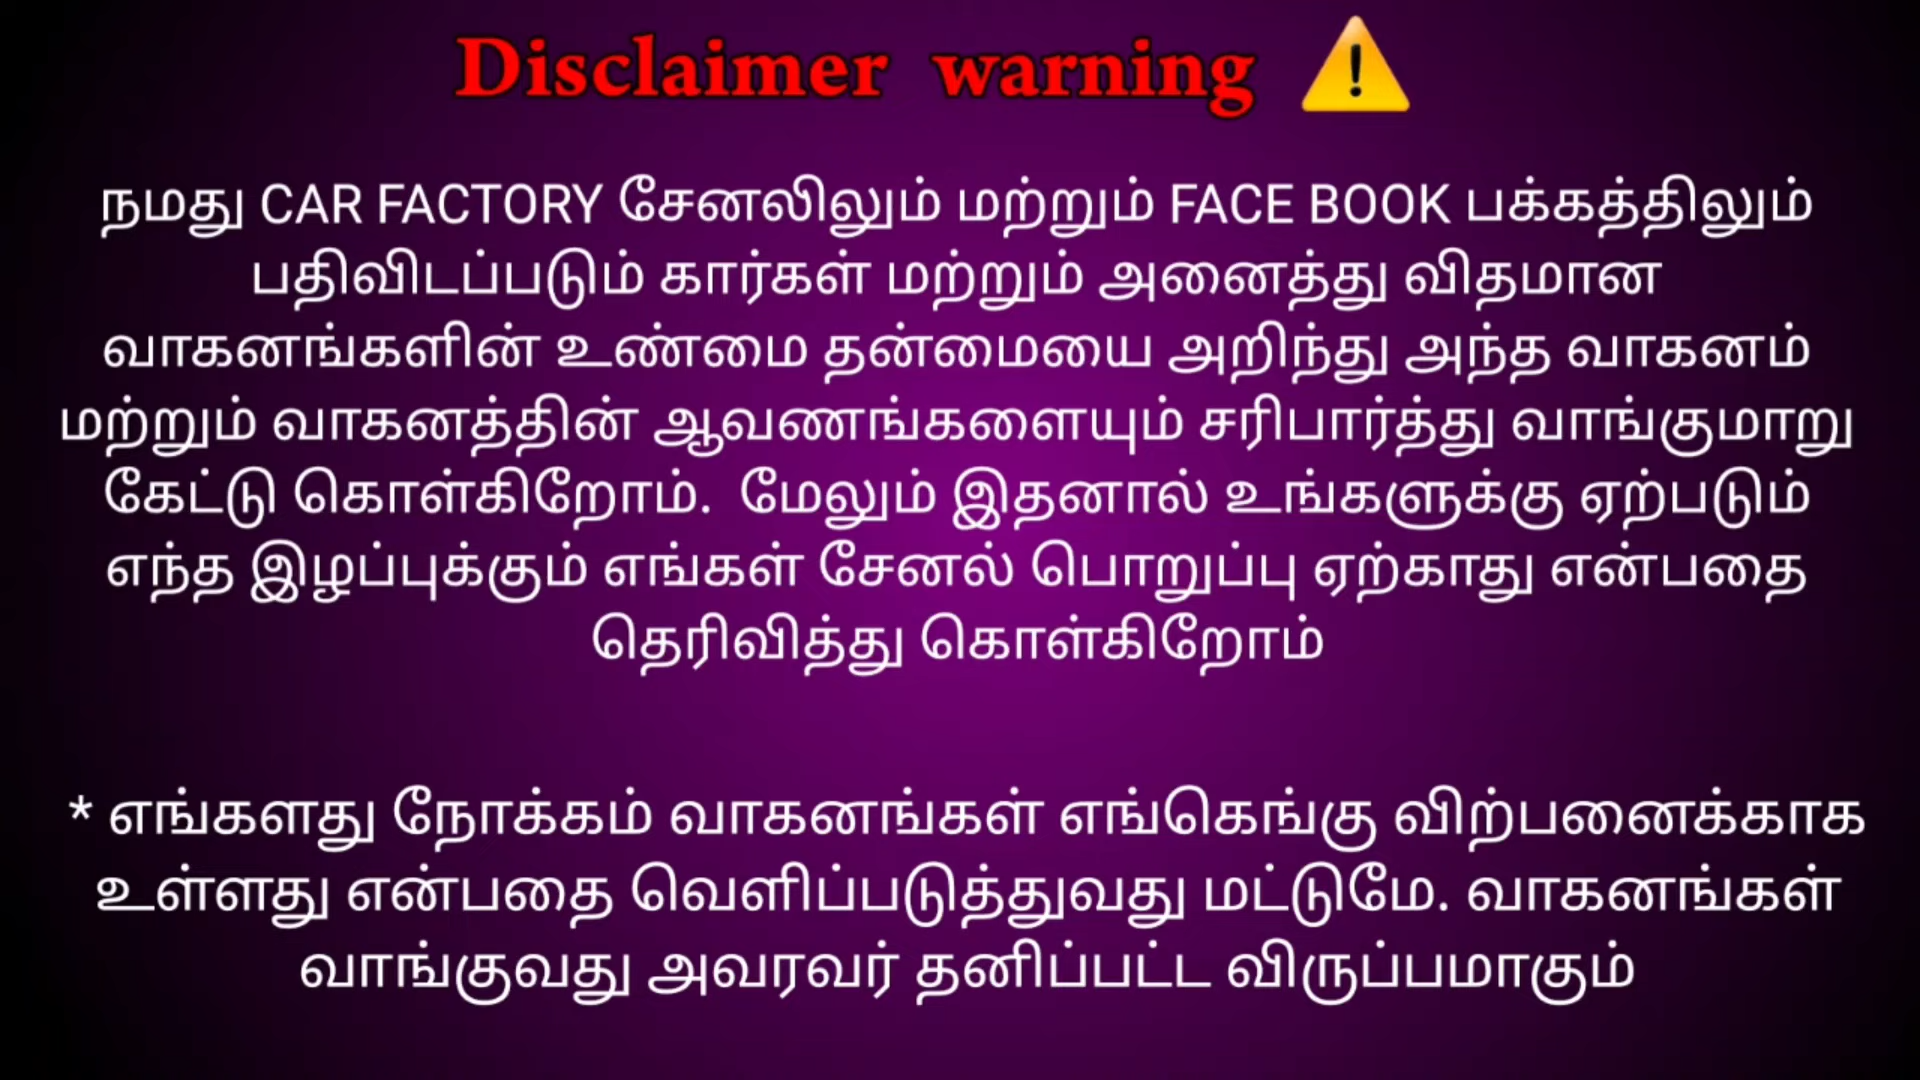 Disclaimer warning ⚠️
நமது CAR FACTORY சேனலிலும் மற்றும் FACE BOOK பக்கத்திலும்
பதிவிடப்படும் கார்கள் மற்றும் அனைத்து விதமான
வாகனங்களின் உண்மை தன்மையை அறிந்து அந்த வாகனம்
மற்றும் வாகனத்தின் ஆவணங்களையும் சரிபார்த்து வாங்குமாறு
கேட்டு கொள்கிறோம். மேலும் இதனால் உங்களுக்கு ஏற்படும்
எந்த இழப்புக்கும் எங்கள் சேனல் பொறுப்பு ஏற்காது என்பதை
தெரிவித்து கொள்கிறோம்
* எங்களது நோக்கம் வாகனங்கள் எங்கெங்கு விற்பனைக்காக
உள்ளது என்பதை வெளிப்படுத்துவது மட்டுமே. வாகனங்கள்
வாங்குவது அவரவர் தனிப்பட்ட விருப்பமாகும்